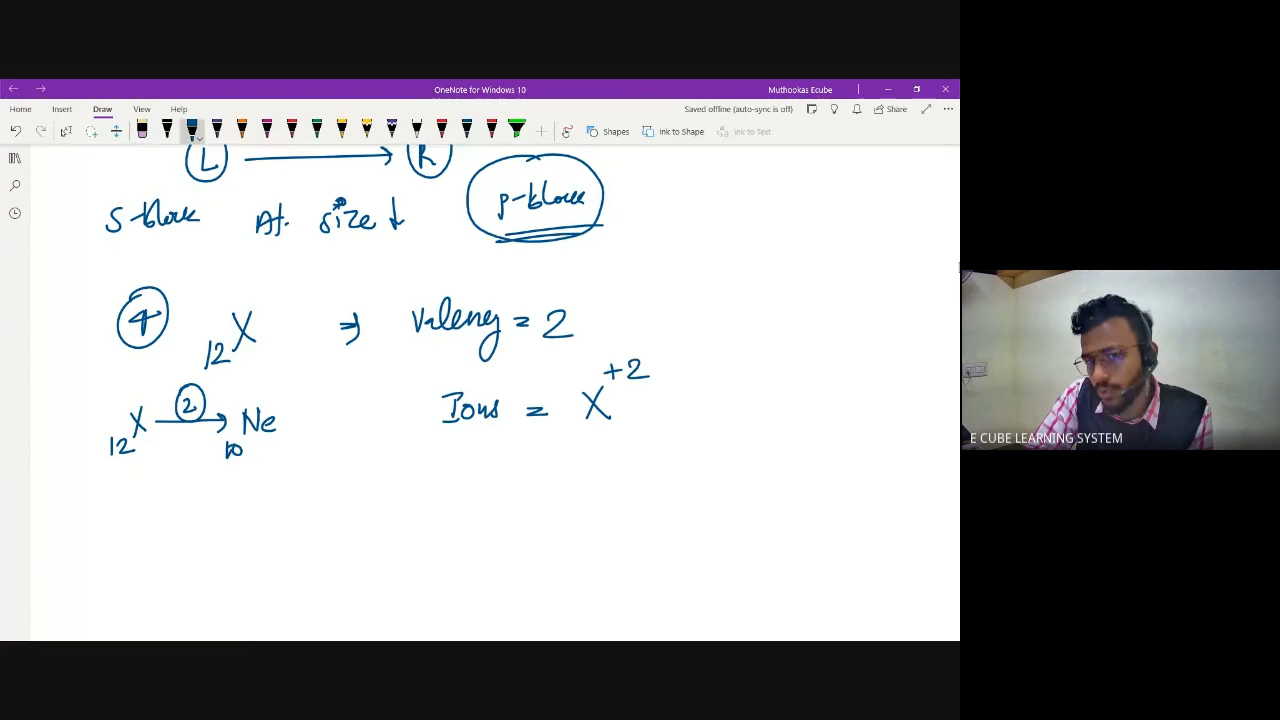 OneNote for Windows 10
Muthookas Ecube
Home Insert Draw View Help
Saved offline (auto-sync is off)
Share
Shapes
Ink to Shape
Ink to Text
L → R
S-block At. size ↓ p-block
4 12X ⇒ Valency = 2
12X 2→ 10Ne Ions = X+2
E CUBE LEARNING SYSTEM